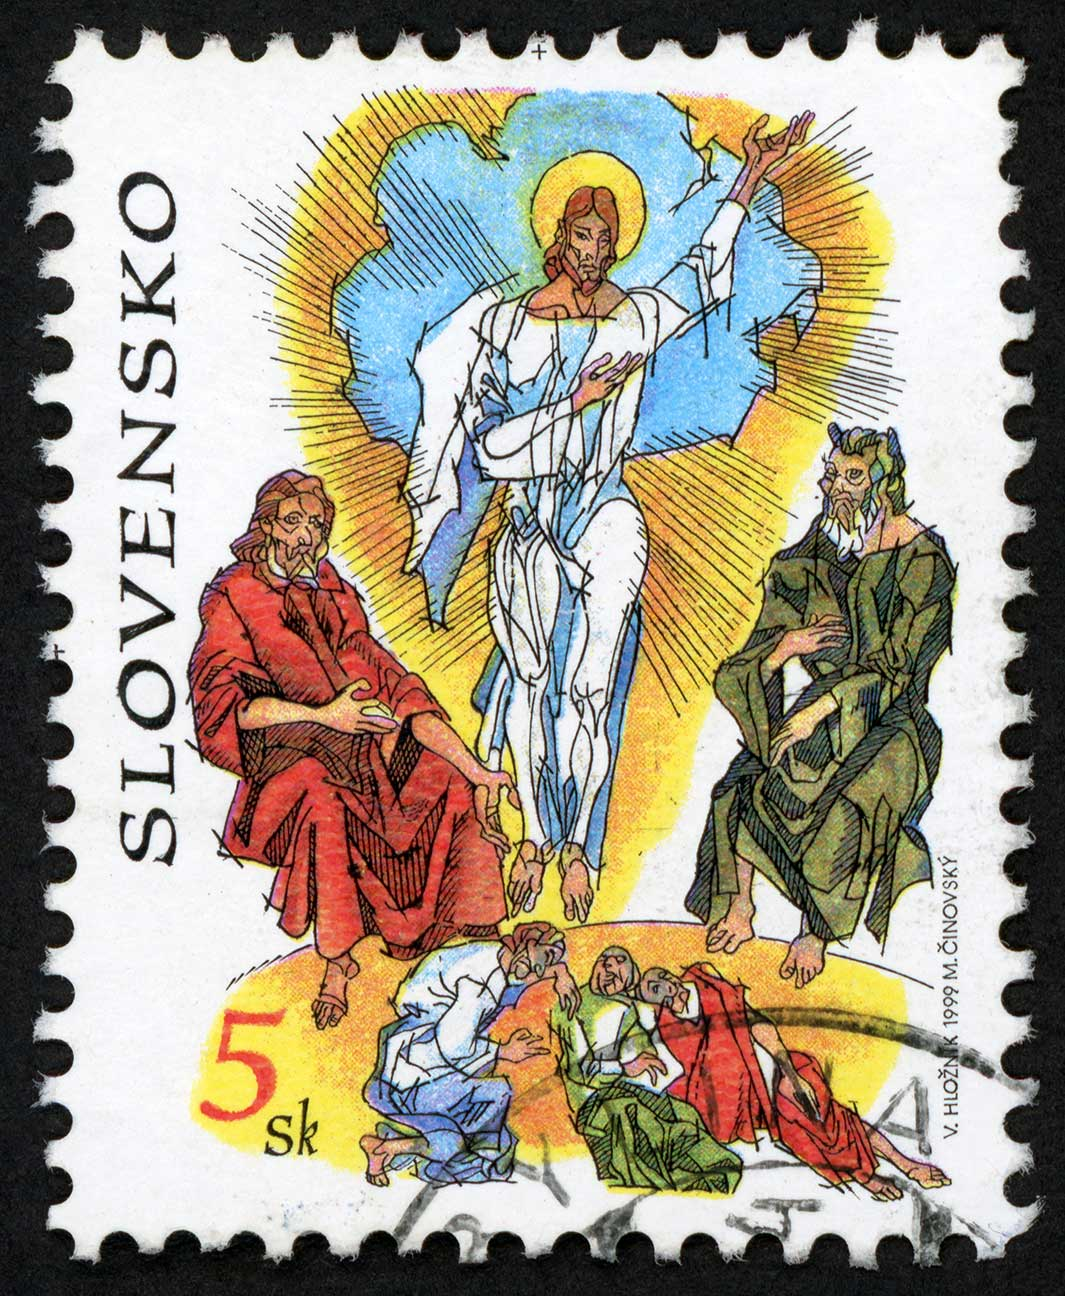 SLOVENSKO
5
Sk
V. HLOŽNÍK 1999 M. ČINOVSKÝ